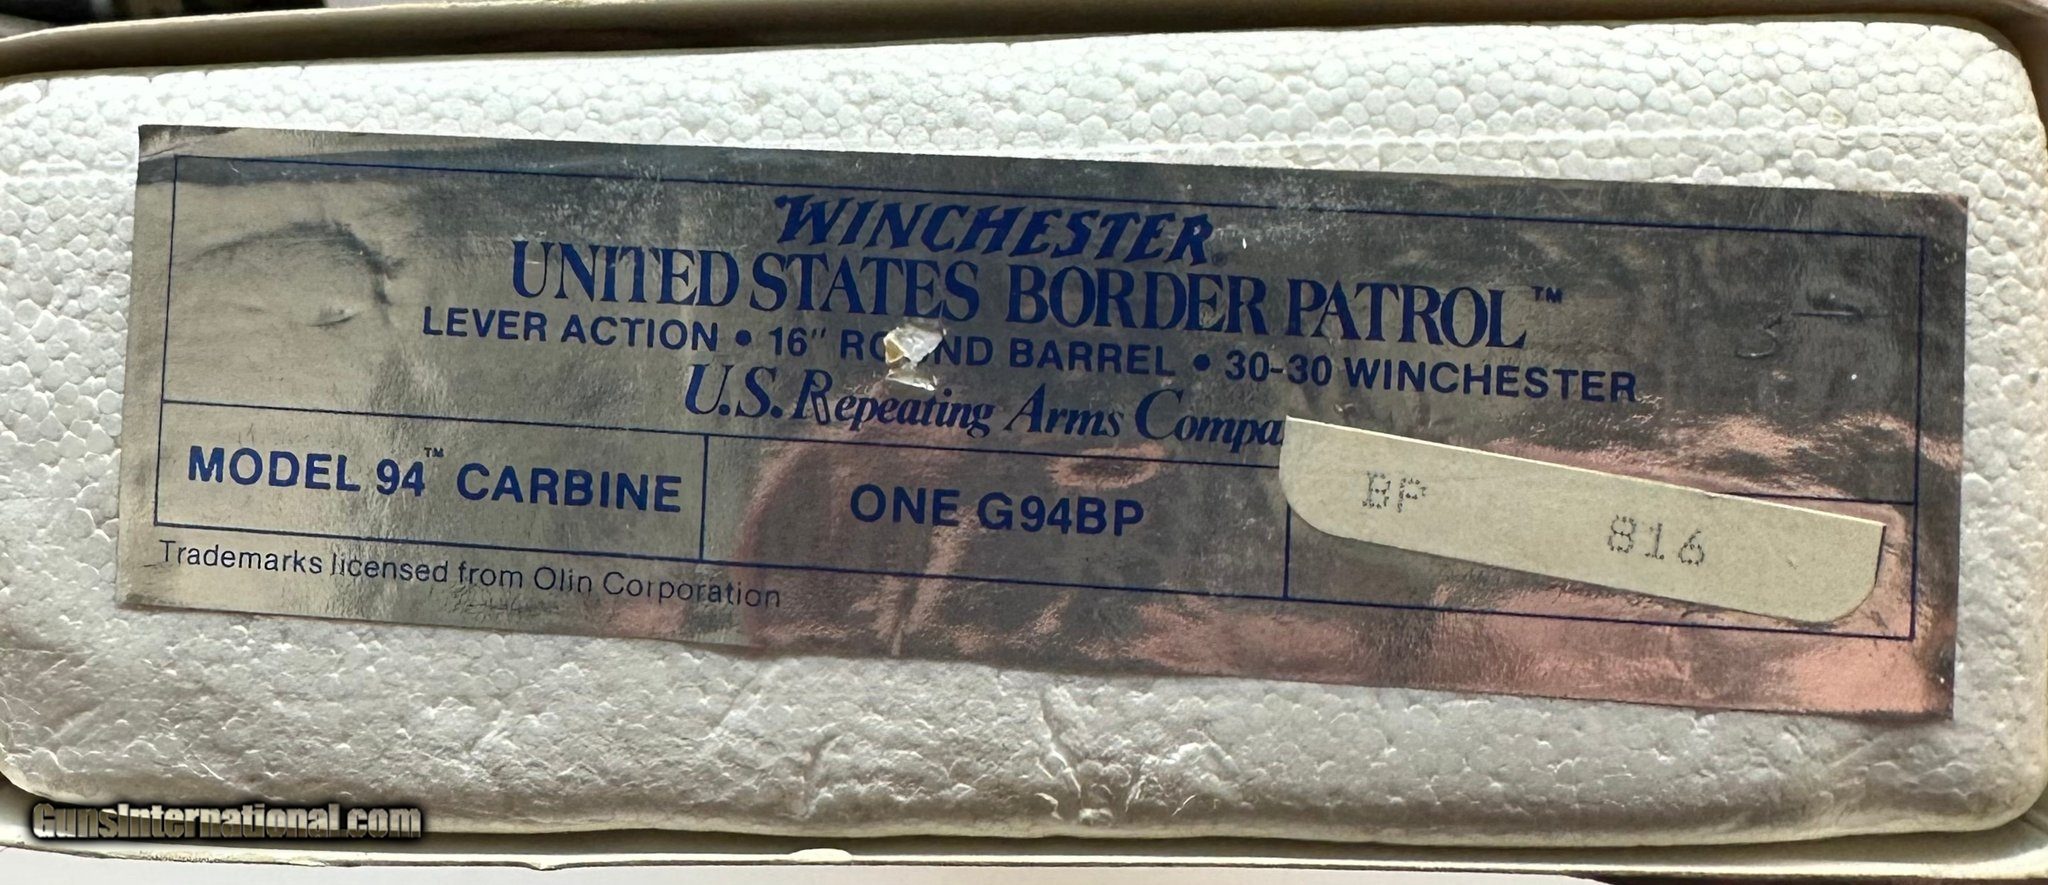 WINCHESTER®
UNITED STATES BORDER PATROL™
LEVER ACTION • 16" ROUND BARREL • 30-30 WINCHESTER
U.S. Repeating Arms Compa
MODEL 94™ CARBINE
ONE G94BP
BP 816
Trademarks licensed from Olin Corporation
GunsInternational.com